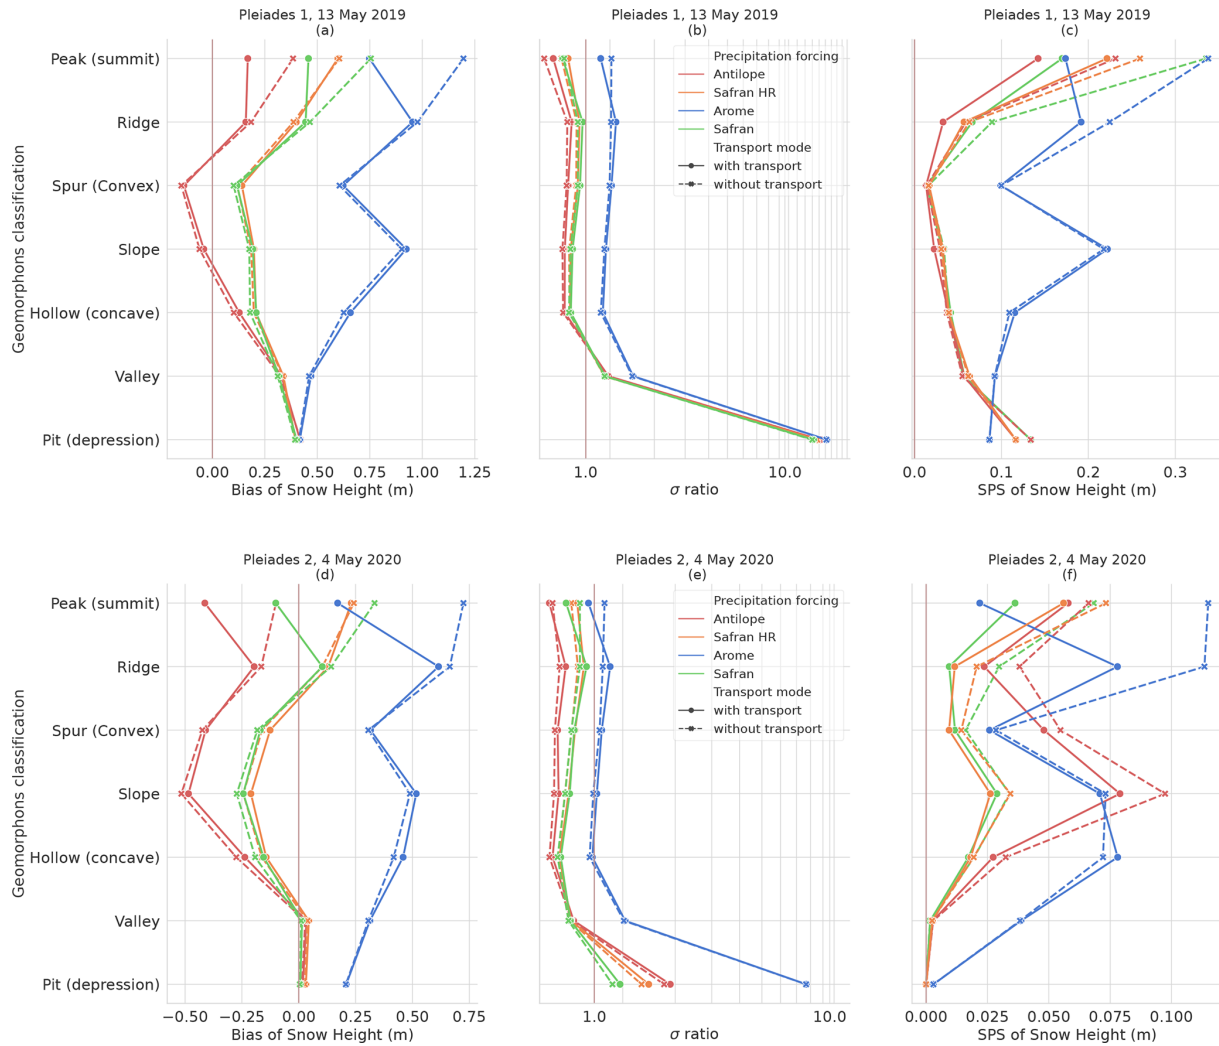 Pleiades 1, 13 May 2019
(a)
Pleiades 1, 13 May 2019
(b)
Pleiades 1, 13 May 2019
(c)
Geomorphons classification
Peak (summit)
Ridge
Spur (Convex)
Slope
Hollow (concave)
Valley
Pit (depression)
Precipitation forcing
Antilope
Safran HR
Arome
Safran
Transport mode
with transport
without transport
0.00 0.25 0.50 0.75 1.00 1.25
Bias of Snow Height (m)
1.0 10.0
σ ratio
0.0 0.1 0.2 0.3
SPS of Snow Height (m)
Pleiades 2, 4 May 2020
(d)
Pleiades 2, 4 May 2020
(e)
Pleiades 2, 4 May 2020
(f)
Geomorphons classification
Peak (summit)
Ridge
Spur (Convex)
Slope
Hollow (concave)
Valley
Pit (depression)
Precipitation forcing
Antilope
Safran HR
Arome
Safran
Transport mode
with transport
without transport
−0.50 −0.25 0.00 0.25 0.50 0.75
Bias of Snow Height (m)
1.0 10.0
σ ratio
0.000 0.025 0.050 0.075 0.100
SPS of Snow Height (m)